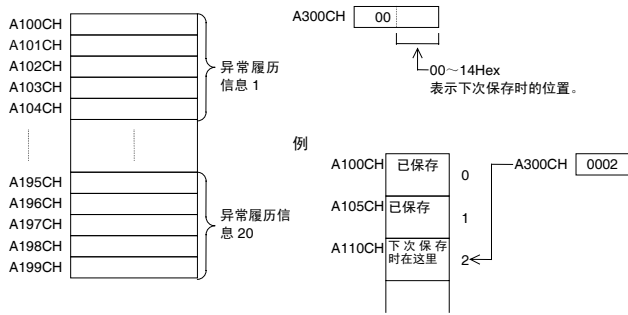 A100CH
A101CH
A102CH
A103CH
A104CH
异常履历
信息 1
A195CH
A196CH
A197CH
A198CH
A199CH
异常履历信
息 20
A300CH 00
00～14Hex
表示下次保存时的位置。
例
A100CH 已保存 0
A300CH 0002
A105CH 已保存 1
A110CH 下次保存
时在这里 2